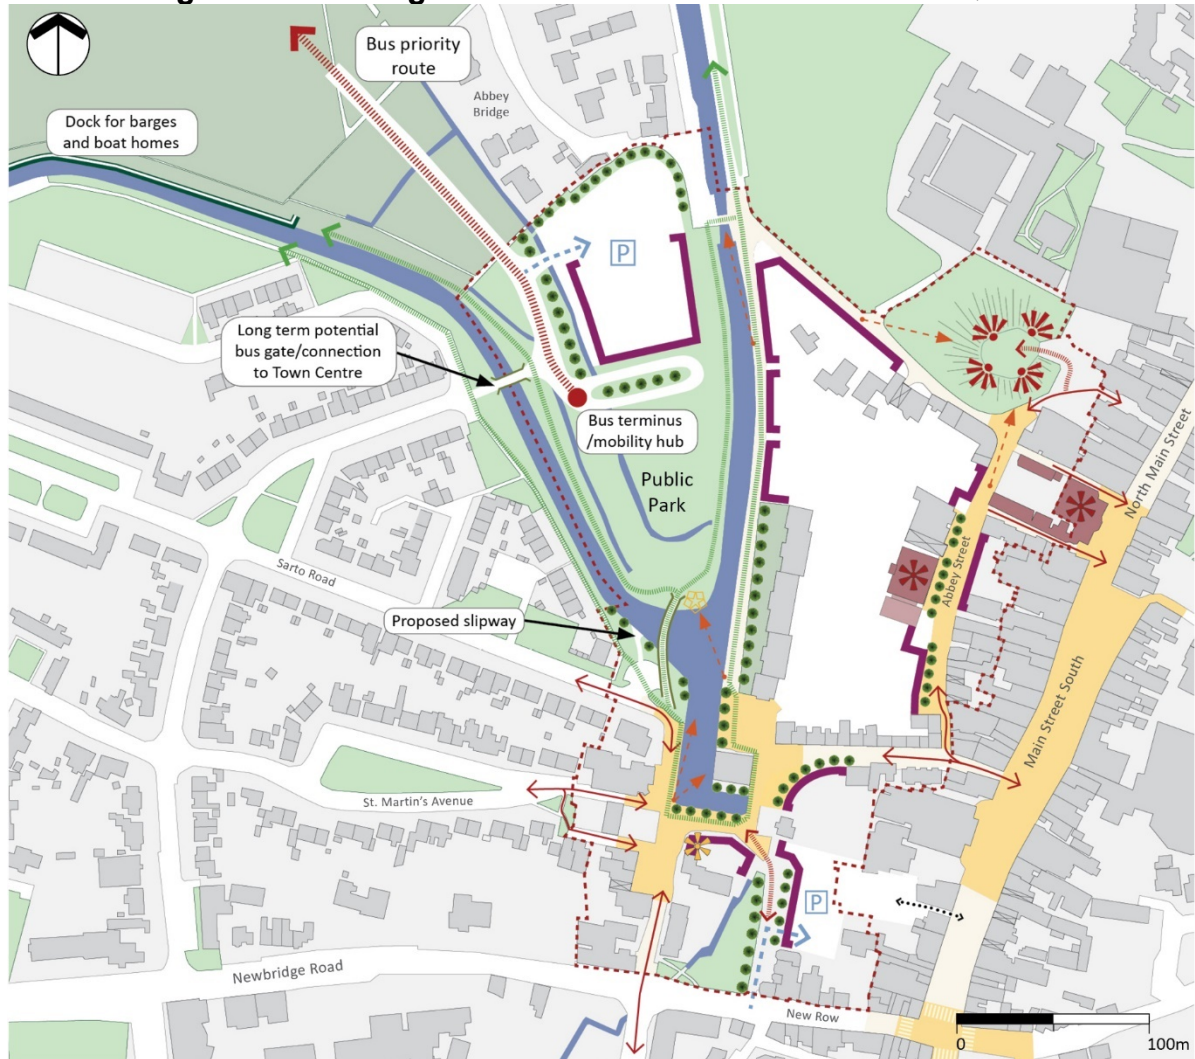 Bus priority
route
Abbey
Bridge
Dock for barges
and boat homes
P
Long term potential
bus gate/connection
to Town Centre
Bus terminus
/mobility hub
Public
Park
North Main Street
Abbey Street
Sarto Road
Proposed slipway
Main Street South
St. Martin's Avenue
P
Newbridge Road
New Row
0 100m